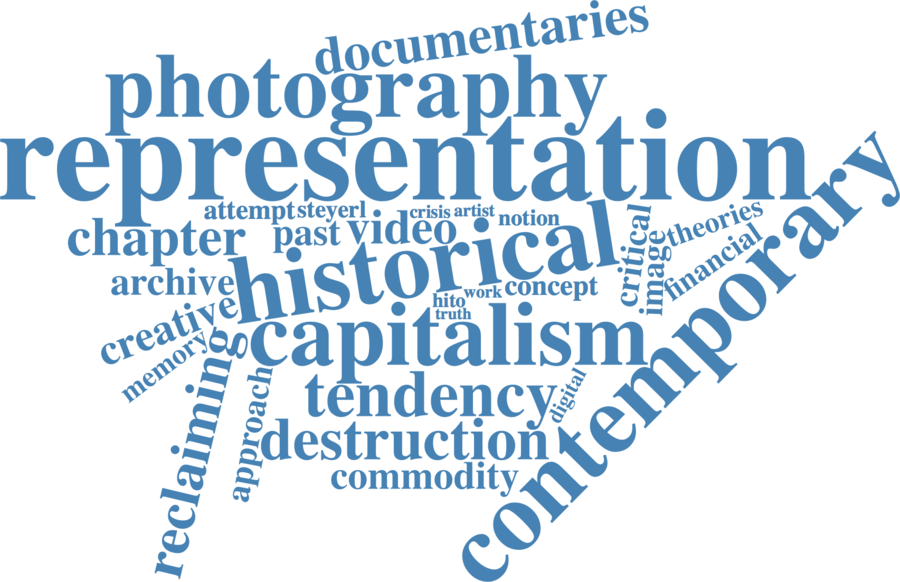 documentaries
photography
representation
contemporary
attempt
steyerl
crisis
artist
notion
chapter
past
video
historical
critical
image
theories
financial
archive
hito
work
concept
truth
creative
capitalism
memory
reclaiming
approach
tendency
digital
destruction
commodity